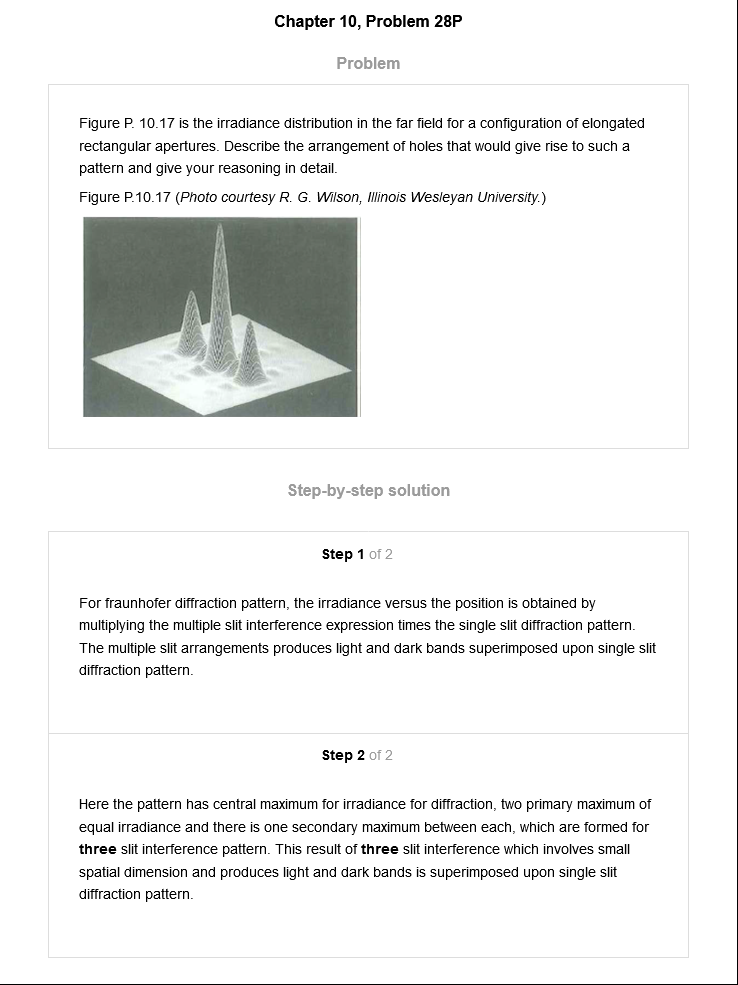 Chapter 10, Problem 28P
Problem
Figure P. 10.17 is the irradiance distribution in the far field for a configuration of elongated
rectangular apertures. Describe the arrangement of holes that would give rise to such a
pattern and give your reasoning in detail.
Figure P.10.17 (Photo courtesy R. G. Wilson, Illinois Wesleyan University.)
Step-by-step solution
Step 1 of 2
For fraunhofer diffraction pattern, the irradiance versus the position is obtained by
multiplying the multiple slit interference expression times the single slit diffraction pattern.
The multiple slit arrangements produces light and dark bands superimposed upon single slit
diffraction pattern.
Step 2 of 2
Here the pattern has central maximum for irradiance for diffraction, two primary maximum of
equal irradiance and there is one secondary maximum between each, which are formed for
three slit interference pattern. This result of three slit interference which involves small
spatial dimension and produces light and dark bands is superimposed upon single slit
diffraction pattern.